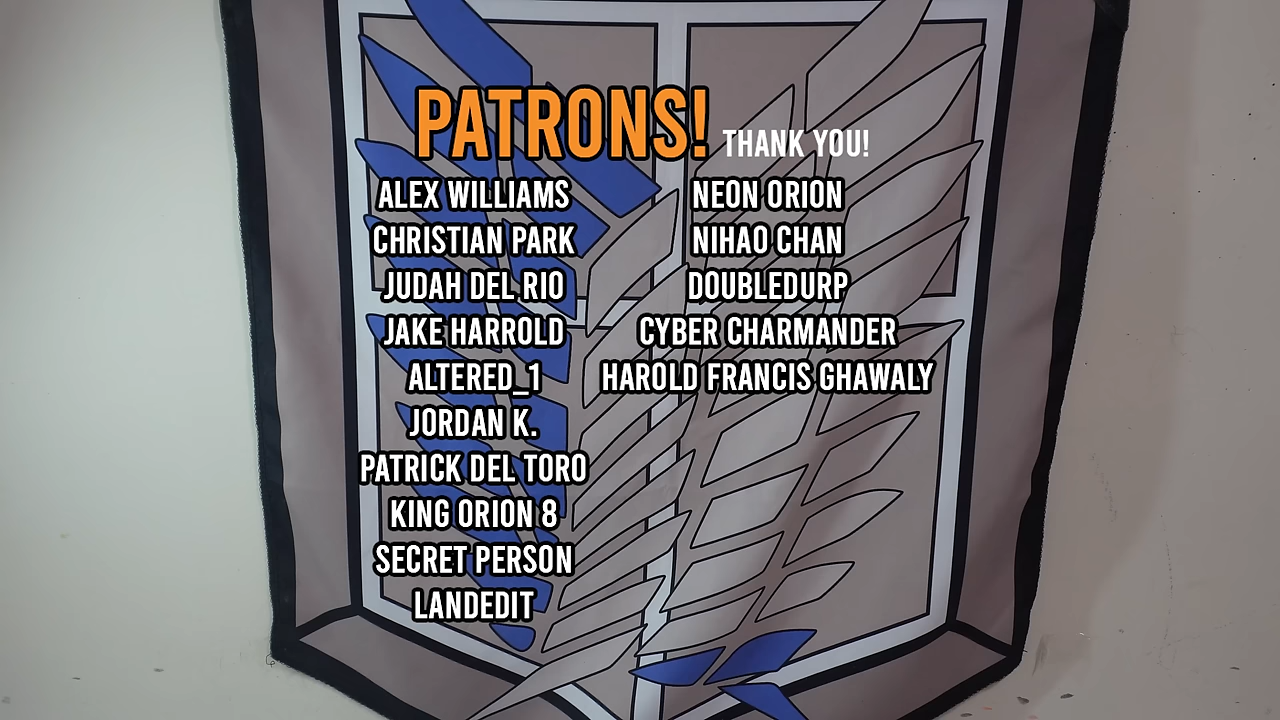 PATRONS! THANK YOU!
ALEX WILLIAMS
CHRISTIAN PARK
JUDAH DEL RIO
JAKE HARROLD
ALTERED_1
JORDAN K.
PATRICK DEL TORO
KING ORION 8
SECRET PERSON
LANDEDIT
NEON ORION
NIHAO CHAN
DOUBLEDURP
CYBER CHARMANDER
HAROLD FRANCIS GHAWALY